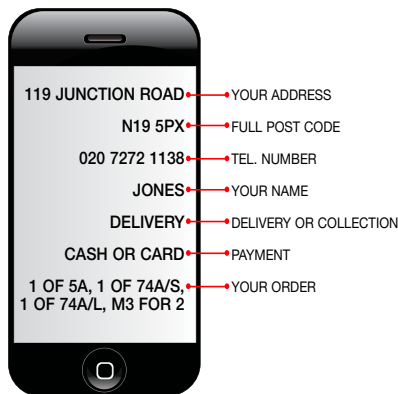 119 JUNCTION ROAD YOUR ADDRESS
N19 5PX FULL POST CODE
020 7272 1138 TEL. NUMBER
JONES YOUR NAME
DELIVERY DELIVERY OR COLLECTION
CASH OR CARD PAYMENT
1 OF 5A, 1 OF 74A/S, YOUR ORDER
1 OF 74A/L, M3 FOR 2